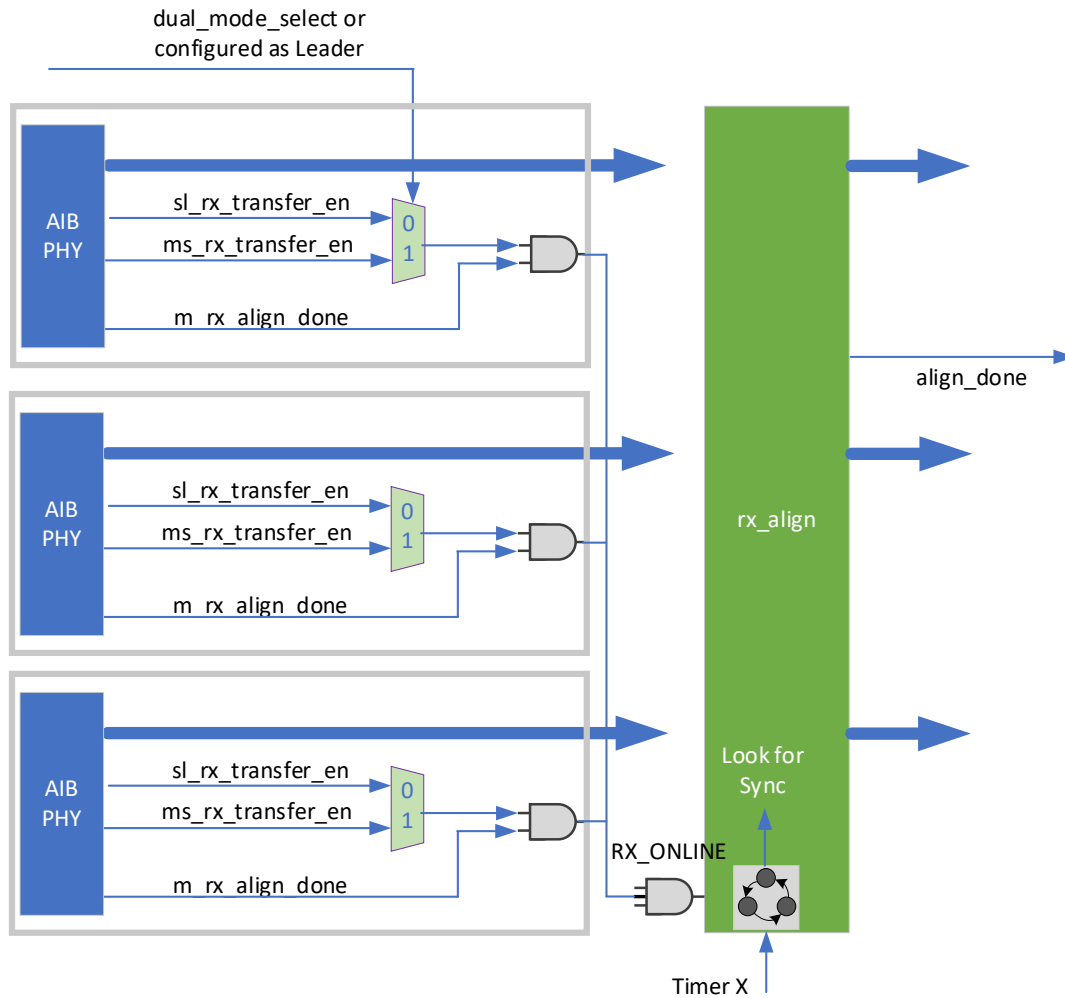 dual_mode_select or
configured as Leader
AIB
PHY
sl_rx_transfer_en
ms_rx_transfer_en
m_rx_align_done
0
1
align_done
AIB
PHY
sl_rx_transfer_en
ms_rx_transfer_en
m_rx_align_done
0
1
rx_align
AIB
PHY
sl_rx_transfer_en
ms_rx_transfer_en
m_rx_align_done
0
1
Look for
Sync
RX_ONLINE
Timer X